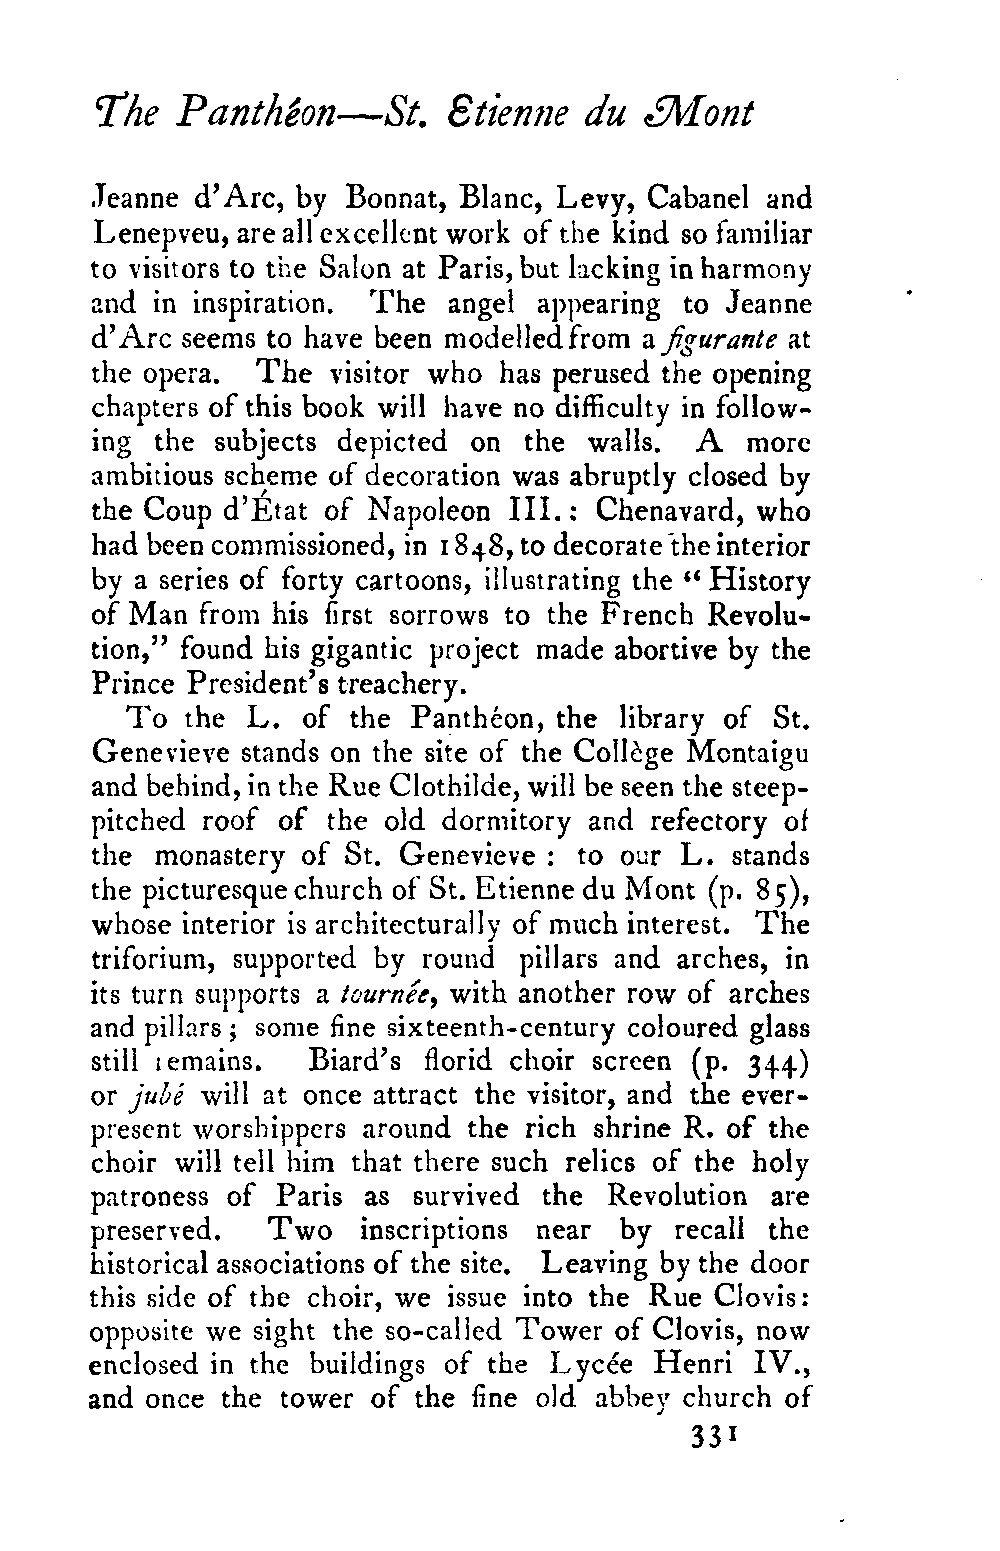 The Panthéon—St. Etienne du Mont
Jeanne d'Arc, by Bonnat, Blanc, Levy, Cabanel and
Lenepveu, are all excellent work of the kind so familiar
to visitors to the Salon at Paris, but lacking in harmony
and in inspiration. The angel appearing to Jeanne
d'Arc seems to have been modelled from a figurante at
the opera. The visitor who has perused the opening
chapters of this book will have no difficulty in follow-
ing the subjects depicted on the walls. A more
ambitious scheme of decoration was abruptly closed by
the Coup d'État of Napoleon III. : Chenavard, who
had been commissioned, in 1848, to decorate the interior
by a series of forty cartoons, illustrating the "History
of Man from his first sorrows to the French Revolu-
tion," found his gigantic project made abortive by the
Prince President's treachery.
To the L. of the Panthéon, the library of St.
Genevieve stands on the site of the Collège Montaigu
and behind, in the Rue Clothilde, will be seen the steep-
pitched roof of the old dormitory and refectory of
the monastery of St. Genevieve : to our L. stands
the picturesque church of St. Etienne du Mont (p. 85),
whose interior is architecturally of much interest. The
triforium, supported by round pillars and arches, in
its turn supports a tournée, with another row of arches
and pillars ; some fine sixteenth-century coloured glass
still remains. Biard's florid choir screen (p. 344)
or jubé will at once attract the visitor, and the ever-
present worshippers around the rich shrine R. of the
choir will tell him that there such relics of the holy
patroness of Paris as survived the Revolution are
preserved. Two inscriptions near by recall the
historical associations of the site. Leaving by the door
this side of the choir, we issue into the Rue Clovis:
opposite we sight the so-called Tower of Clovis, now
enclosed in the buildings of the Lycée Henri IV.,
and once the tower of the fine old abbey church of
331